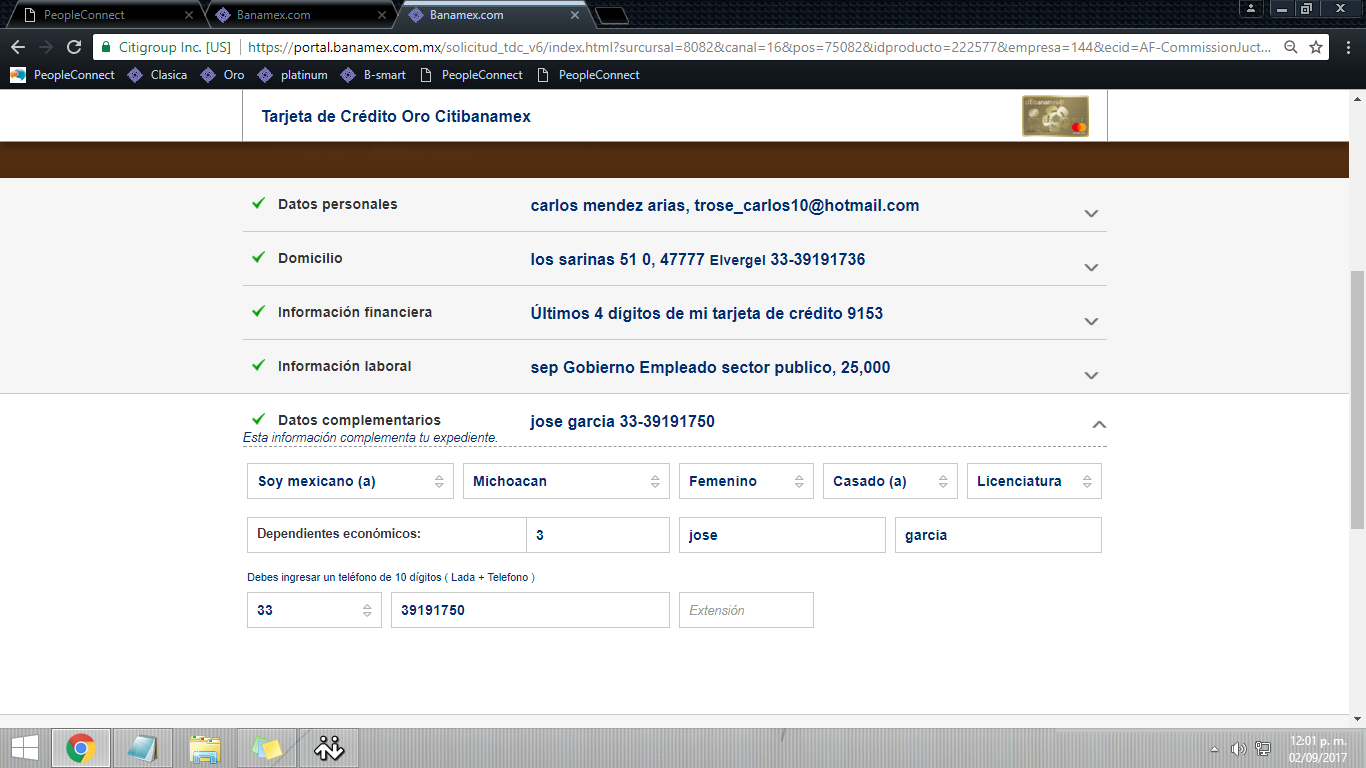 PeopleConnect
Banamex.com
Banamex.com
Citigroup Inc. [US] https://portal.banamex.com.mx/solicitud_tdc_v6/index.html?surcursal=8082&canal=16&pos=75082&idproducto=222577&empresa=144&ecid=AF-CommissionJuct...
PeopleConnect Clasica Oro platinum B-smart PeopleConnect PeopleConnect
Tarjeta de Crédito Oro Citibanamex
Datos personales carlos mendez arias, trose_carlos10@hotmail.com
Domicilio los sarinas 51 0, 47777 Elvergel 33-39191736
Información financiera Últimos 4 dígitos de mi tarjeta de crédito 9153
Información laboral sep Gobierno Empleado sector publico, 25,000
Datos complementarios jose garcia 33-39191750
Esta información complementa tu expediente.
Soy mexicano (a) Michoacan Femenino Casado (a) Licenciatura
Dependientes económicos: 3 jose garcia
Debes ingresar un teléfono de 10 dígitos ( Lada + Telefono )
33 39191750 Extensión
12:01 p. m.
02/09/2017